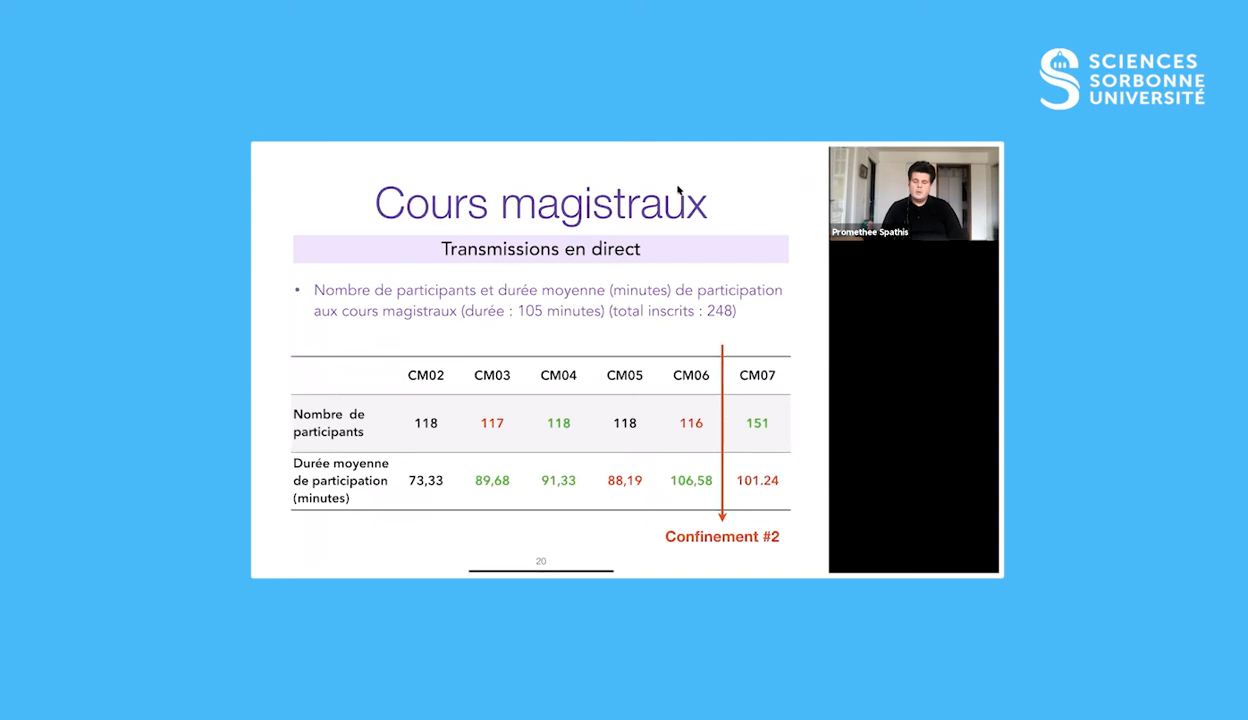 SCIENCES
SORBONNE
UNIVERSITÉ
Cours magistraux
Transmissions en direct
• Nombre de participants et durée moyenne (minutes) de participation
aux cours magistraux (durée : 105 minutes) (total inscrits : 248)
CM02 CM03 CM04 CM05 CM06 CM07
Nombre de
participants
118 117 118 118 116 151
Durée moyenne
de participation
(minutes)
73,33 89,68 91,33 88,19 106,58 101.24
Confinement #2
20
Promethee Spathis